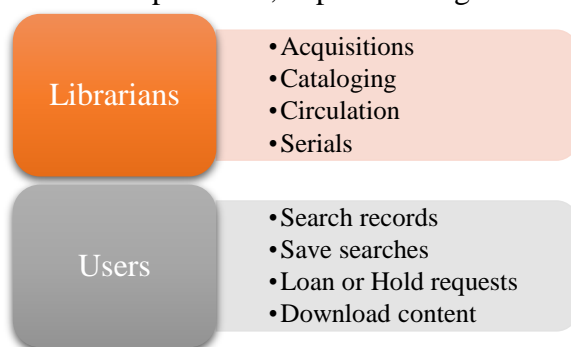 Librarians
•Acquisitions
•Cataloging
•Circulation
•Serials
Users
•Search records
•Save searches
•Loan or Hold requests
•Download content